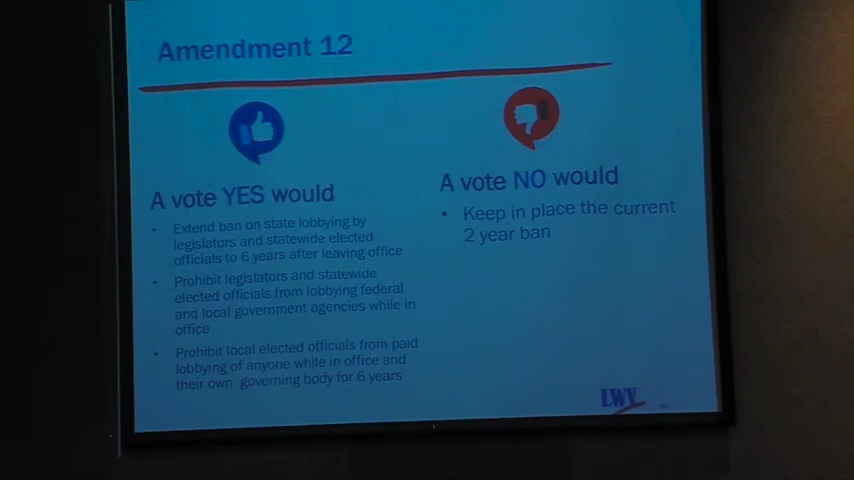 Amendment 12
A vote YES would
• Extend ban on state lobbying by
legislators and statewide elected
officials to 6 years after leaving office
• Prohibit legislators and statewide
elected officials from lobbying federal
and local government agencies while in
office
• Prohibit local elected officials from paid
lobbying of anyone while in office and
their own governing body for 6 years
A vote NO would
• Keep in place the current
2 year ban
LWV